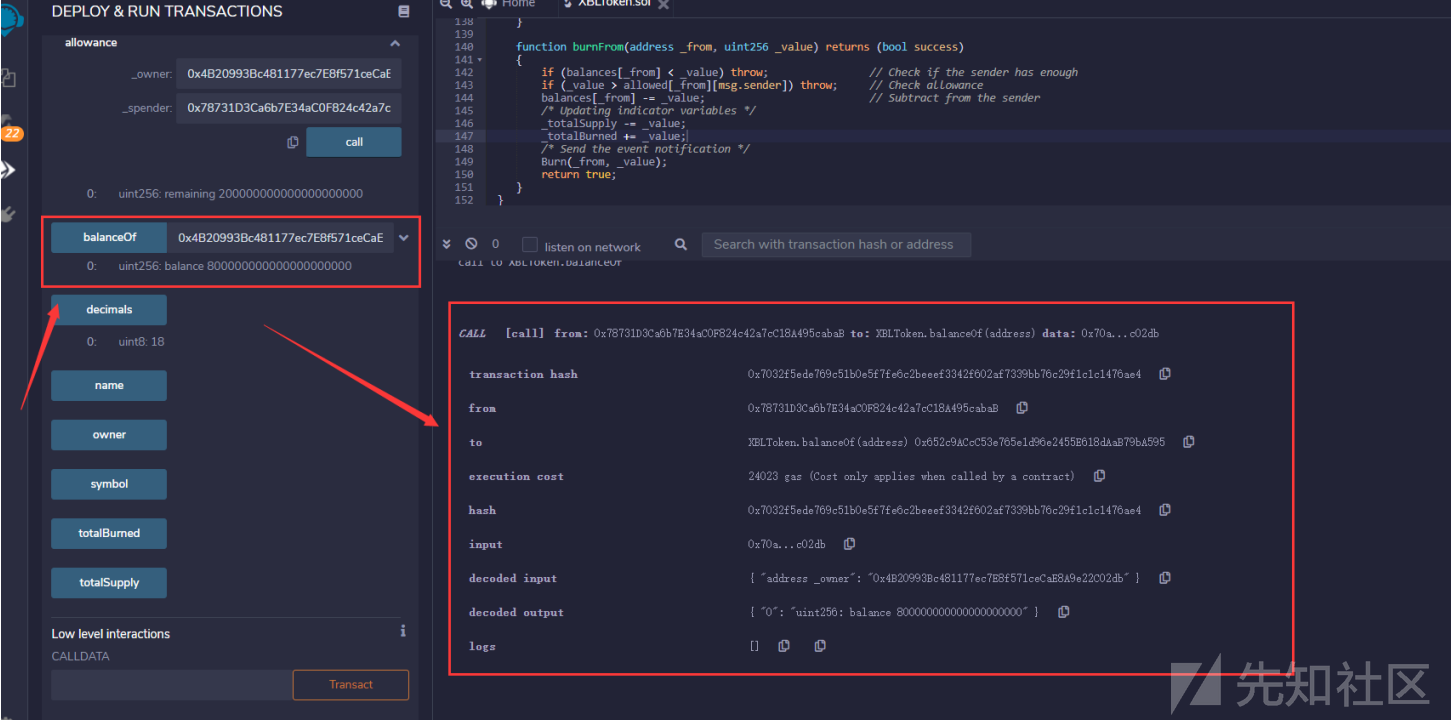 DEPLOY & RUN TRANSACTIONS
allowance
_owner: 0x4B20993Bc481177ec7E8f571ceCaE
_spender: 0x78731D3Ca6b7E34aC0F824c42a7c
call
0: uint256: remaining 200000000000000000000
22
balanceOf 0x4B20993Bc481177ec7E8f571ceCaE
0: uint256: balance 800000000000000000000
decimals
0: uint8: 18
name
owner
symbol
totalBurned
totalSupply
Low level interactions
i
CALLDATA
Transact
Home XBLToken.sol
138 }
139
140 function burnFrom(address _from, uint256 _value) returns (bool success)
141 {
142 if (balances[_from] < _value) throw; // Check if the sender has enough
143 if (_value > allowed[_from][msg.sender]) throw; // Check allowance
144 balances[_from] -= _value; // Subtract from the sender
145 /* Updating indicator variables */
146 _totalSupply -= _value;
147 _totalBurned += _value;
148 /* Send the event notification */
149 Burn(_from, _value);
150 return true;
151 }
152 }
0 listen on network Search with transaction hash or address
call to XBLToken.balanceOf
CALL [call] from: 0x78731D3Ca6b7E34aC0F824c42a7cC18A495cabaB to: XBLToken.balanceOf(address) data: 0x70a...c02db
transaction hash 0x7032f5ede769c51b0e5f7fe6c2beeef3342f602af7339bb76c29f1c1c1476ae4
from 0x78731D3Ca6b7E34aC0F824c42a7cC18A495cabaB
to XBLToken.balanceOf(address) 0x652c9ACcC53e765e1d96e2455E618dAaB79bA595
execution cost 24023 gas (Cost only applies when called by a contract)
hash 0x7032f5ede769c51b0e5f7fe6c2beeef3342f602af7339bb76c29f1c1c1476ae4
input 0x70a...c02db
decoded input { "address _owner": "0x4B20993Bc481177ec7E8f571ceCaE8A9e22C02db" }
decoded output { "0": "uint256: balance 800000000000000000000" }
logs []
先知社区